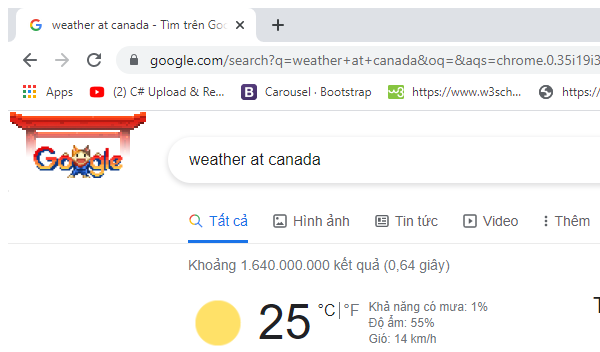 weather at canada - Tìm trên Goo
google.com/search?q=weather+at+canada&oq=&aqs=chrome.0.35i19i3
Apps (2) C# Upload & Re... B Carousel · Bootstrap w3 https://www.w3sch... https:/
Google
weather at canada
Tất cả Hình ảnh Tin tức Video Thêm
Khoảng 1.640.000.000 kết quả (0,64 giây)
25 °C|°F
Khả năng có mưa: 1%
Độ ẩm: 55%
Gió: 14 km/h